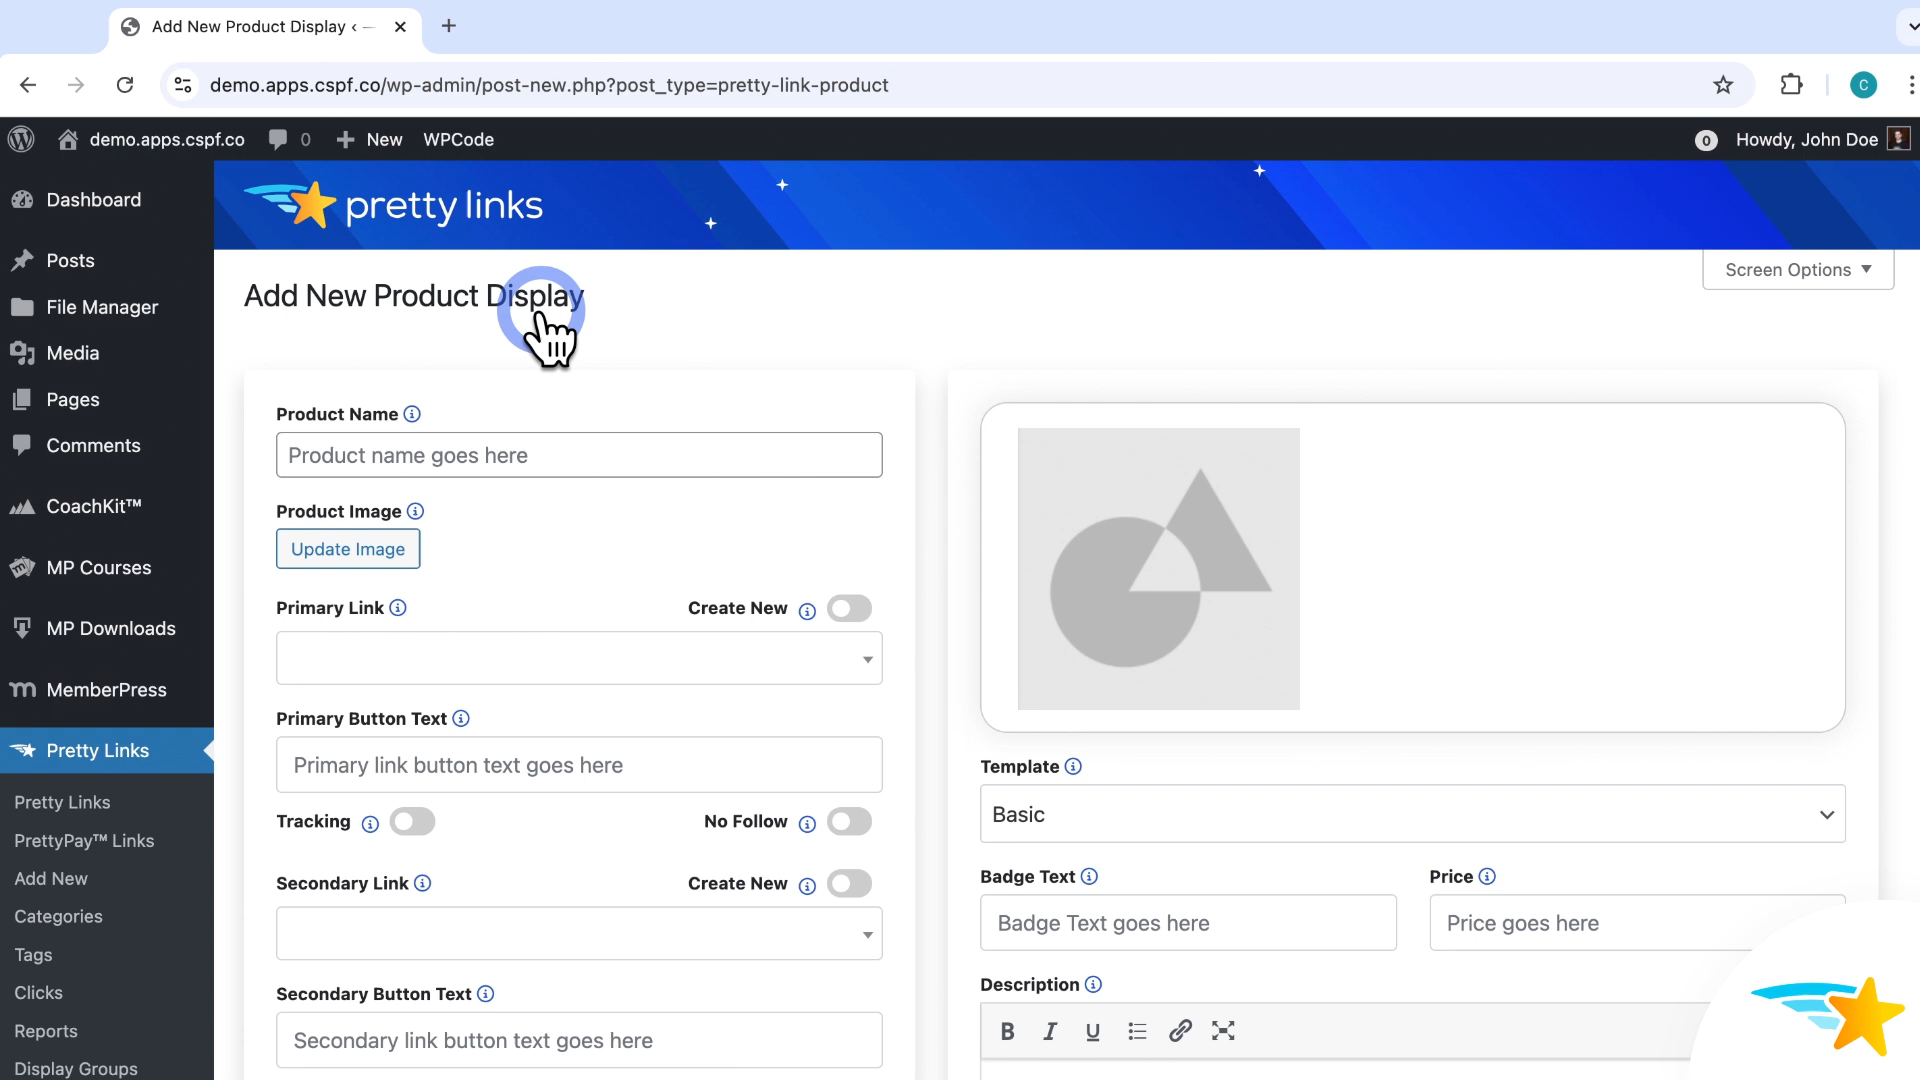 Add New Product Display ‹ —
demo.apps.cspf.co/wp-admin/post-new.php?post_type=pretty-link-product
C
demo.apps.cspf.co
0
New
WPCode
0
Howdy, John Doe
pretty links
Dashboard
Posts
File Manager
Media
Pages
Comments
CoachKit™
MP Courses
MP Downloads
MemberPress
Pretty Links
Pretty Links
PrettyPay™ Links
Add New
Categories
Tags
Clicks
Reports
Display Groups
Screen Options
Add New Product Display
Product Name
Product name goes here
Product Image
Update Image
Primary Link
Create New
Primary Button Text
Primary link button text goes here
Tracking
No Follow
Secondary Link
Create New
Secondary Button Text
Secondary link button text goes here
Template
Basic
Badge Text
Price
Badge Text goes here
Price goes here
Description
B I U